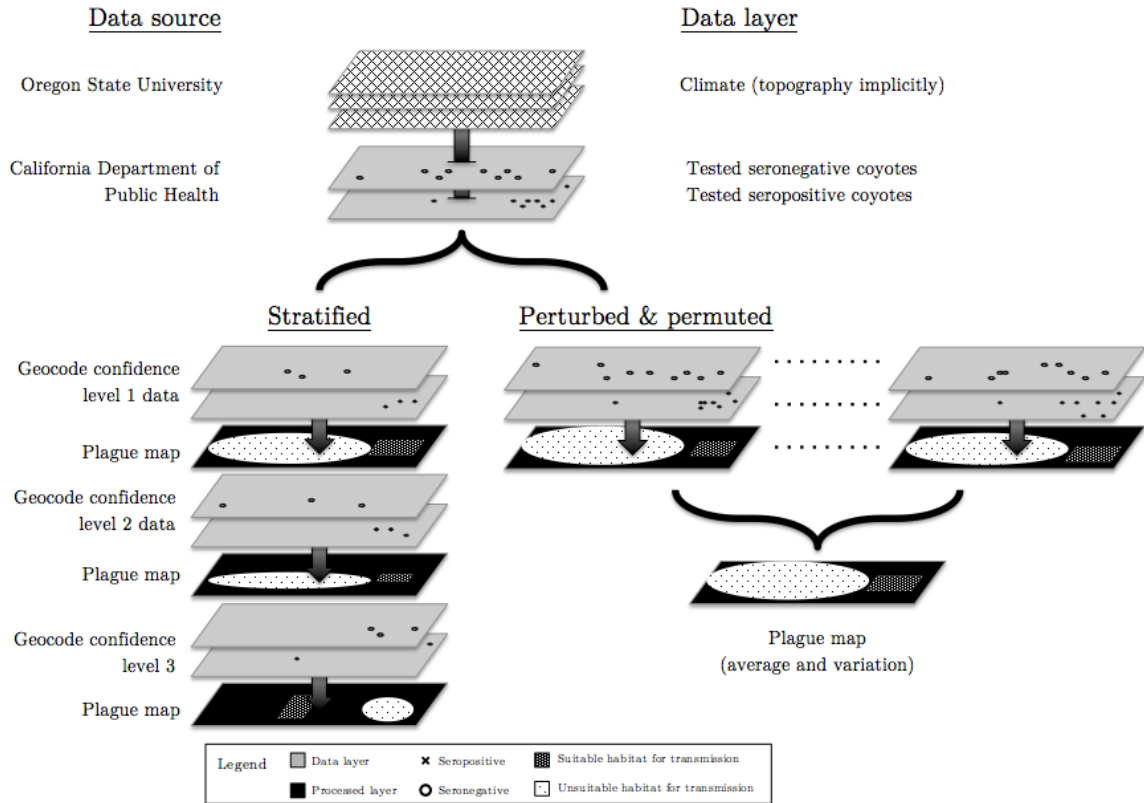 Data source
Data layer
Oregon State University
Climate (topography implicitly)
California Department of
Public Health
Tested seronegative coyotes
Tested seropositive coyotes
Stratified
Perturbed & permuted
Geocode confidence
level 1 data
Plague map
Geocode confidence
level 2 data
Plague map
Geocode confidence
level 3
Plague map
Plague map
(average and variation)
Legend
Data layer
Seropositive
Suitable habitat for transmission
Processed layer
Seronegative
Unsuitable habitat for transmission